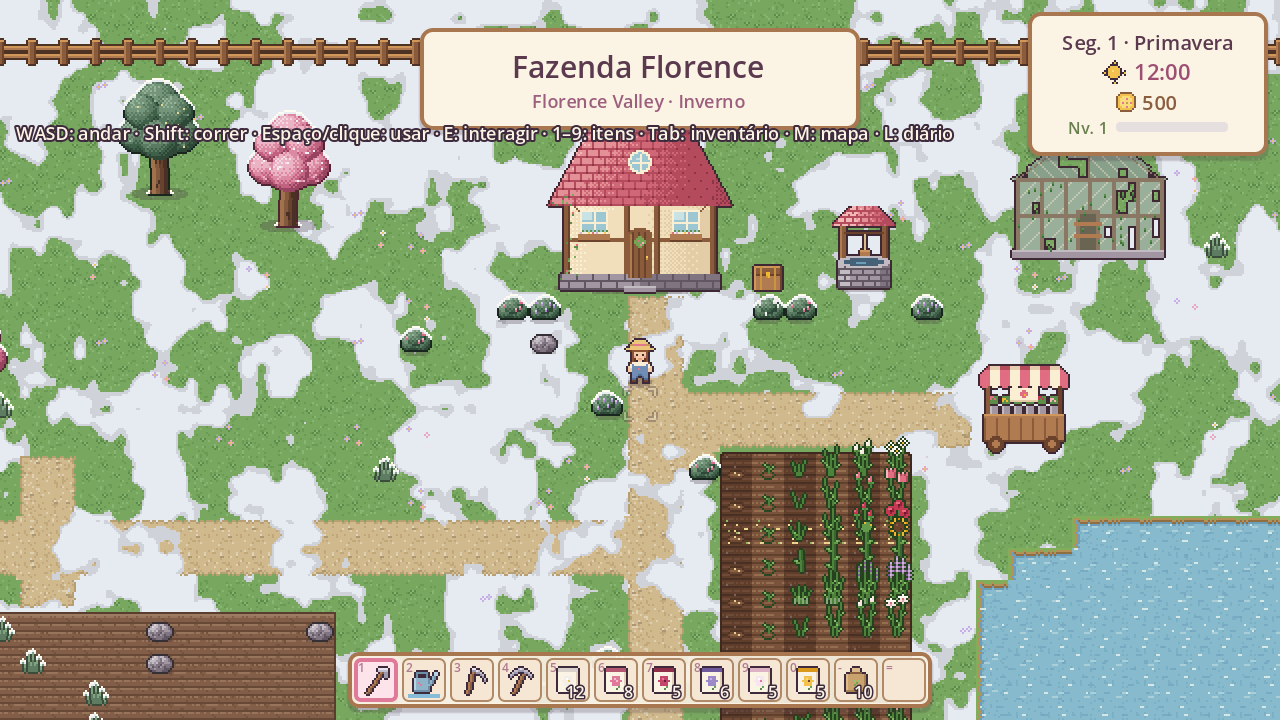 Fazenda Florence
Florence Valley · Inverno
Seg. 1 · Primavera
12:00
500
Nv. 1
WASD: andar · Shift: correr · Espaço/clique: usar · E: interagir · 1–9: itens · Tab: inventário · M: mapa · L: diário
1 2 3 4 5 6 7 8 9 0 - =
12 8 5 6 5 5 10